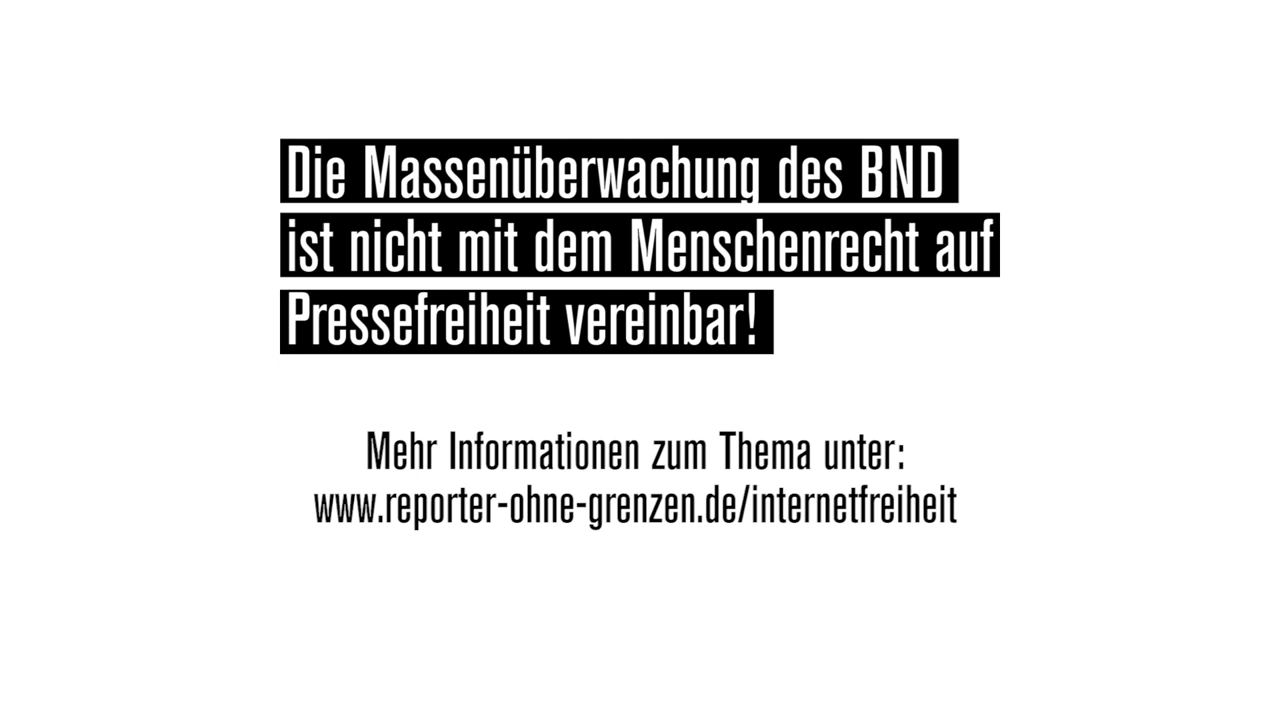 Die Massenüberwachung des BND
ist nicht mit dem Menschenrecht auf
Pressefreiheit vereinbar!
Mehr Informationen zum Thema unter:
www.reporter-ohne-grenzen.de/internetfreiheit